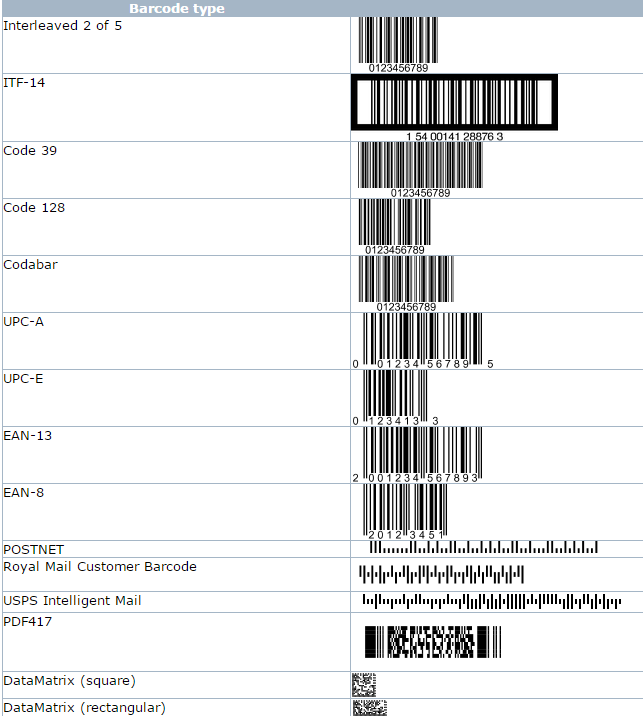 Barcode type
Interleaved 2 of 5
0123456789
ITF-14
1 54 00141 28876 3
Code 39
0123456789
Code 128
0123456789
Codabar
0123456789
UPC-A
0 01234 56789 5
UPC-E
0 123413 3
EAN-13
2 001234 567893
EAN-8
2012 3451
POSTNET
Royal Mail Customer Barcode
USPS Intelligent Mail
PDF417
DataMatrix (square)
DataMatrix (rectangular)